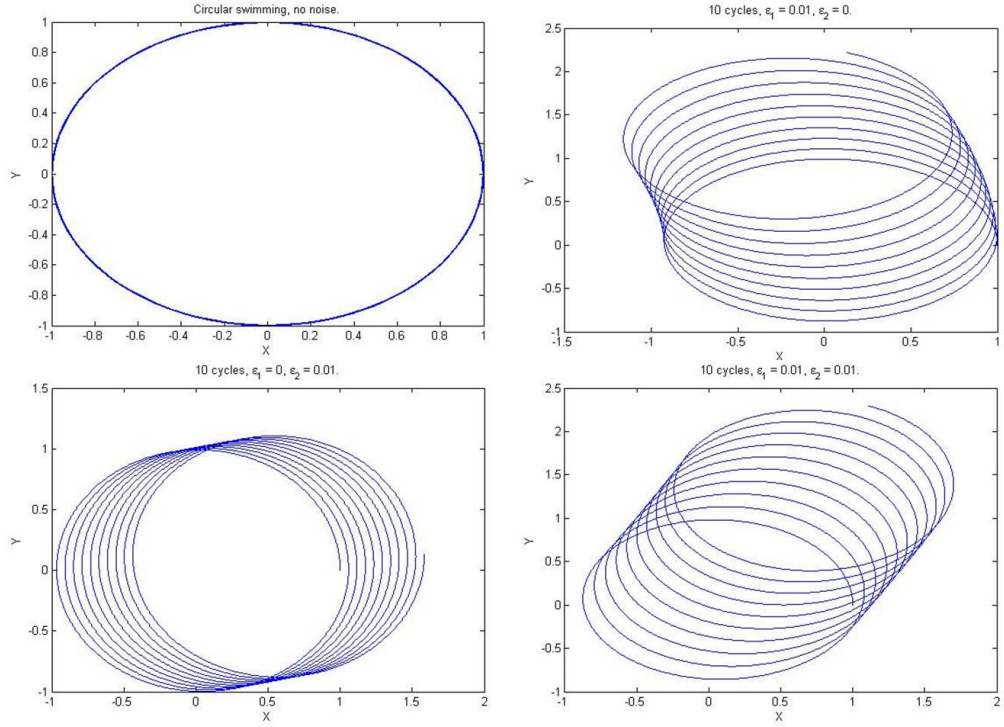 Circular swimming, no noise.
1
0.8
0.6
0.4
0.2
0
-0.2
-0.4
-0.6
-0.8
-1
Y
-1 -0.8 -0.6 -0.4 -0.2 0 0.2 0.4 0.6 0.8 1
X
10 cycles, ε₁ = 0.01, ε₂ = 0.
2.5
2
1.5
1
0.5
0
-0.5
-1
Y
-1.5 -1 -0.5 0 0.5 1
X
10 cycles, ε₁ = 0, ε₂ = 0.01.
1.5
1
0.5
0
-0.5
-1
Y
-1 -0.5 0 0.5 1 1.5 2
X
10 cycles, ε₁ = 0.01, ε₂ = 0.01.
2.5
2
1.5
1
0.5
0
-0.5
-1
Y
-1 -0.5 0 0.5 1 1.5 2
X